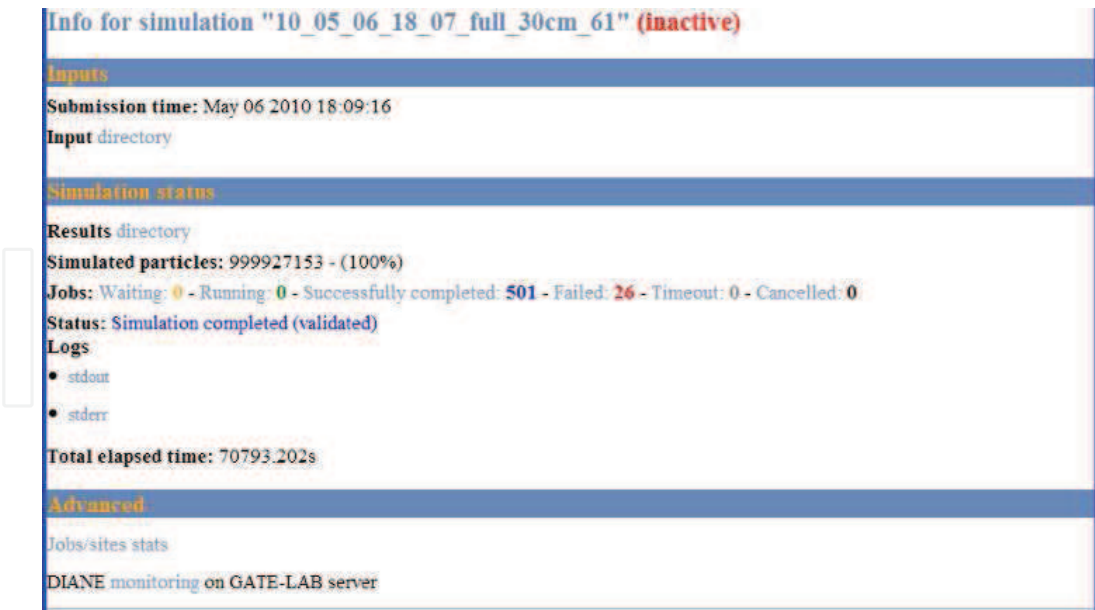 Info for simulation "10_05_06_18_07_full_30cm_61" (inactive)
Inputs
Submission time: May 06 2010 18:09:16
Input directory
Simulation status
Results directory
Simulated particles: 999927153 - (100%)
Jobs: Waiting: 0 - Running: 0 - Successfully completed: 501 - Failed: 26 - Timeout: 0 - Cancelled: 0
Status: Simulation completed (validated)
Logs
• stdout
• stderr
Total elapsed time: 70793.202s
Advanced
Jobs/sites stats
DIANE monitoring on GATE-LAB server